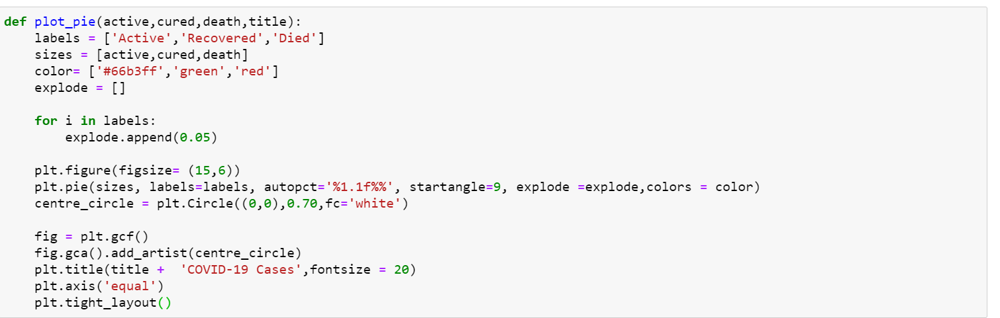 def plot_pie(active,cured,death,title):
    labels = ['Active','Recovered','Died']
    sizes = [active,cured,death]
    color= ['#66b3ff','green','red']
    explode = []

    for i in labels:
        explode.append(0.05)

    plt.figure(figsize= (15,6))
    plt.pie(sizes, labels=labels, autopct='%1.1f%%', startangle=9, explode =explode,colors = color)
    centre_circle = plt.Circle((0,0),0.70,fc='white')

    fig = plt.gcf()
    fig.gca().add_artist(centre_circle)
    plt.title(title +  'COVID-19 Cases',fontsize = 20)
    plt.axis('equal')
    plt.tight_layout()